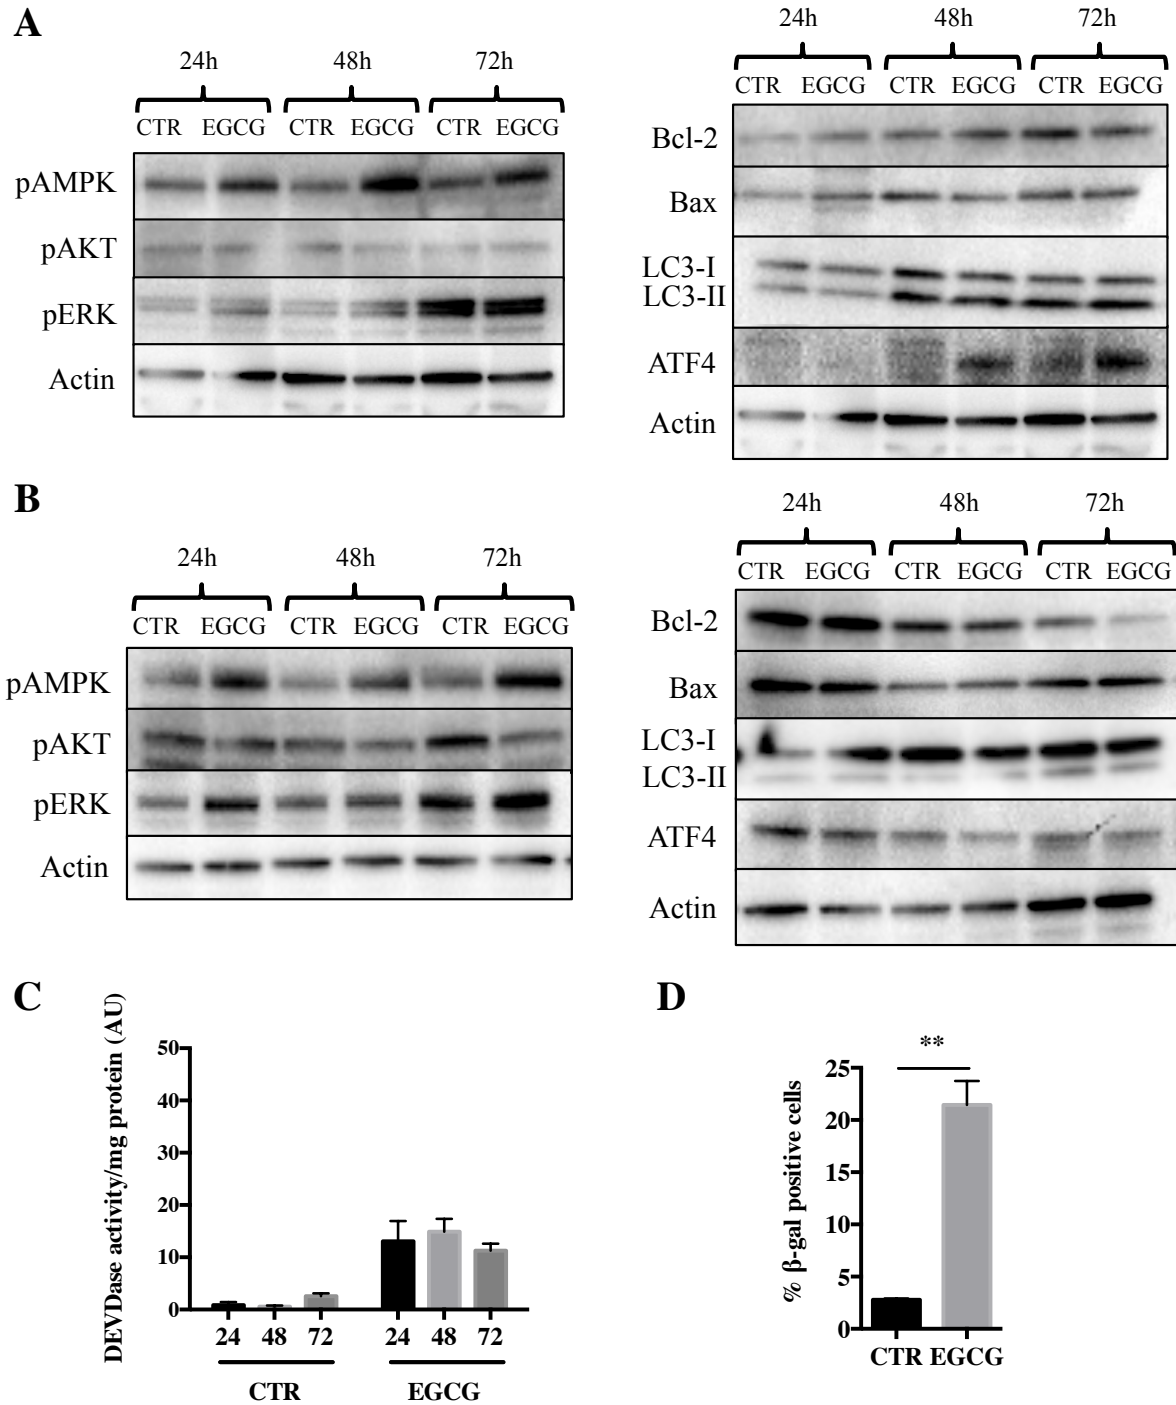 A
24h 48h 72h
CTR EGCG CTR EGCG CTR EGCG
pAMPK
pAKT
pERK
Actin
24h 48h 72h
CTR EGCG CTR EGCG CTR EGCG
Bcl-2
Bax
LC3-I
LC3-II
ATF4
Actin
B
24h 48h 72h
CTR EGCG CTR EGCG CTR EGCG
pAMPK
pAKT
pERK
Actin
24h 48h 72h
CTR EGCG CTR EGCG CTR EGCG
Bcl-2
Bax
LC3-I
LC3-II
ATF4
Actin
C
DEVDase activity/mg protein (AU)
50
40
30
20
10
0
24 48 72 24 48 72
CTR EGCG
D
% β-gal positive cells
**
25
20
15
10
5
0
CTR EGCG